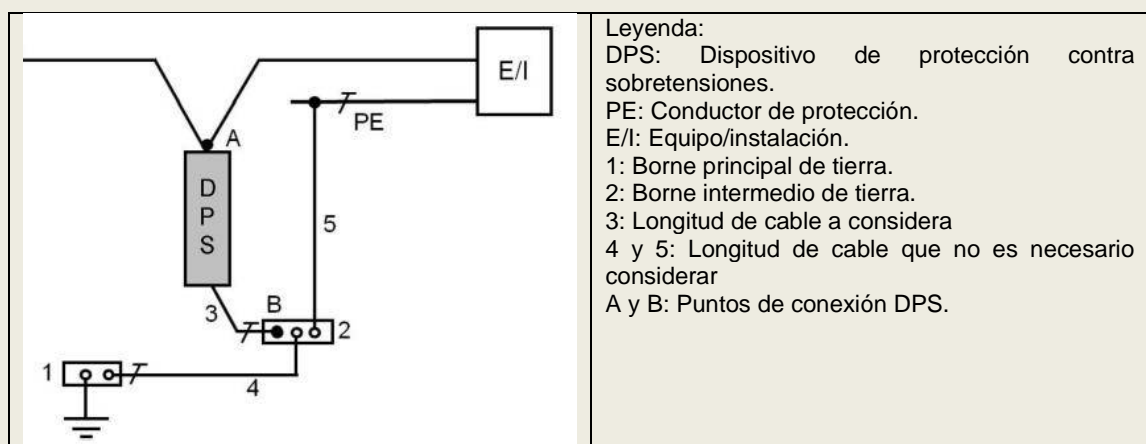 E/I
PE
A
D
P
S
5
3
B
2
1
4
Leyenda:
DPS: Dispositivo de protección contra
sobretensiones.
PE: Conductor de protección.
E/I: Equipo/instalación.
1: Borne principal de tierra.
2: Borne intermedio de tierra.
3: Longitud de cable a considera
4 y 5: Longitud de cable que no es necesario
considerar
A y B: Puntos de conexión DPS.